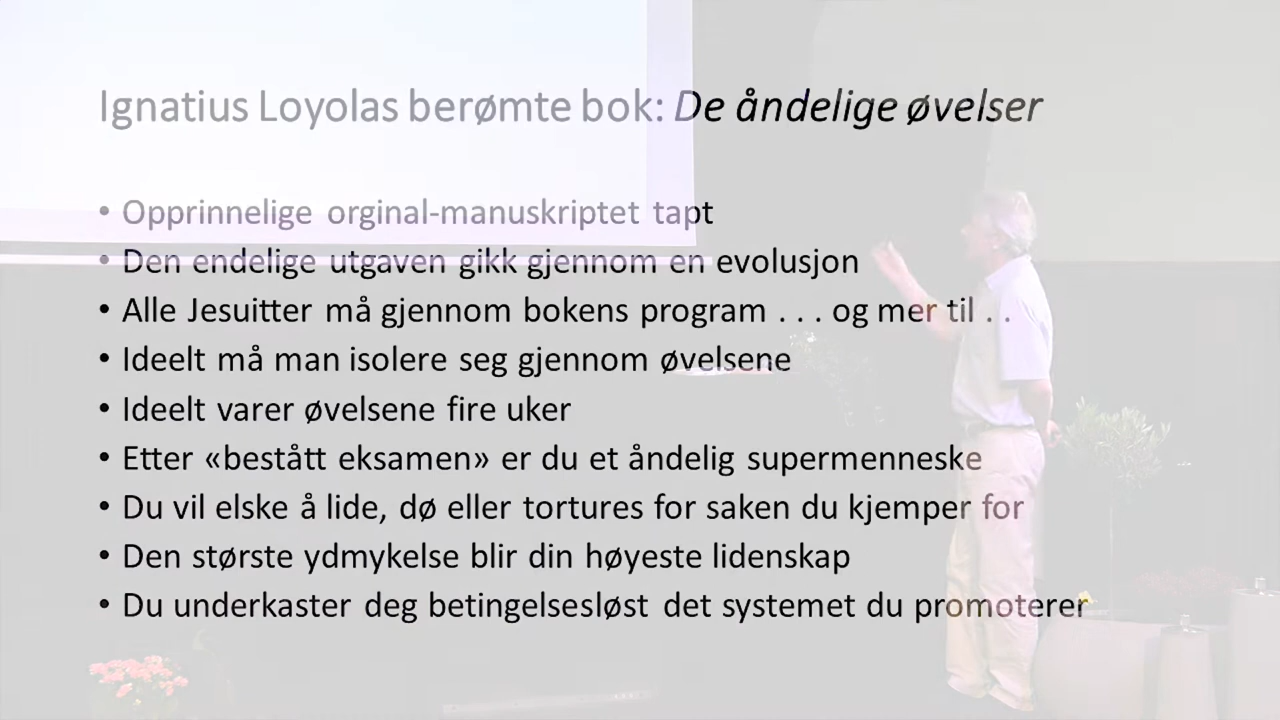 Ignatius Loyolas berømte bok: De åndelige øvelser
• Opprinnelige orginal-manuskriptet tapt
• Den endelige utgaven gikk gjennom en evolusjon
• Alle Jesuitter må gjennom bokens program . . . og mer til . .
• Ideelt må man isolere seg gjennom øvelsene
• Ideelt varer øvelsene fire uker
• Etter «bestått eksamen» er du et åndelig supermenneske
• Du vil elske å lide, dø eller tortures for saken du kjemper for
• Den største ydmykelse blir din høyeste lidenskap
• Du underkaster deg betingelsesløst det systemet du promoterer